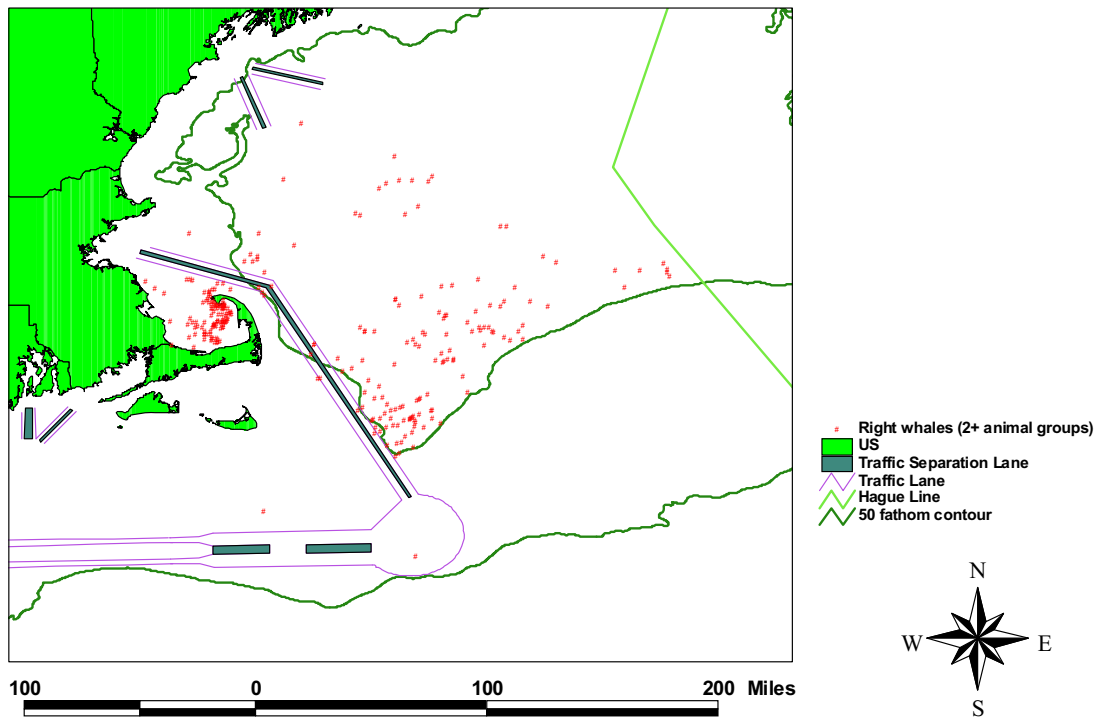 Right whales (2+ animal groups)
US
Traffic Separation Lane
Traffic Lane
Hague Line
50 fathom contour
N
W E
S
100 0 100 200 Miles